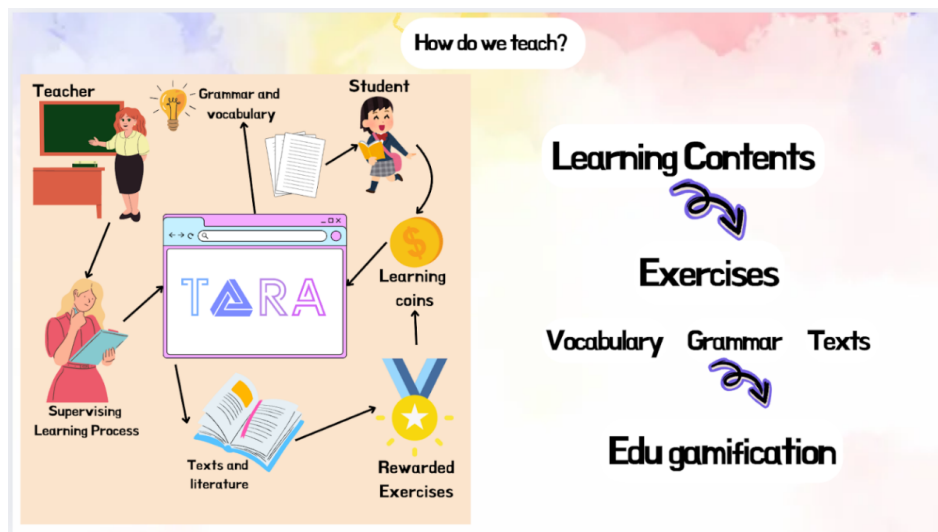 How do we teach?
Teacher
Grammar and
vocabulary
Student
TARA
Learning
coins
Supervising
Learning Process
Texts and
literature
Rewarded
Exercises
Learning Contents
Exercises
Vocabulary Grammar Texts
Edu gamification